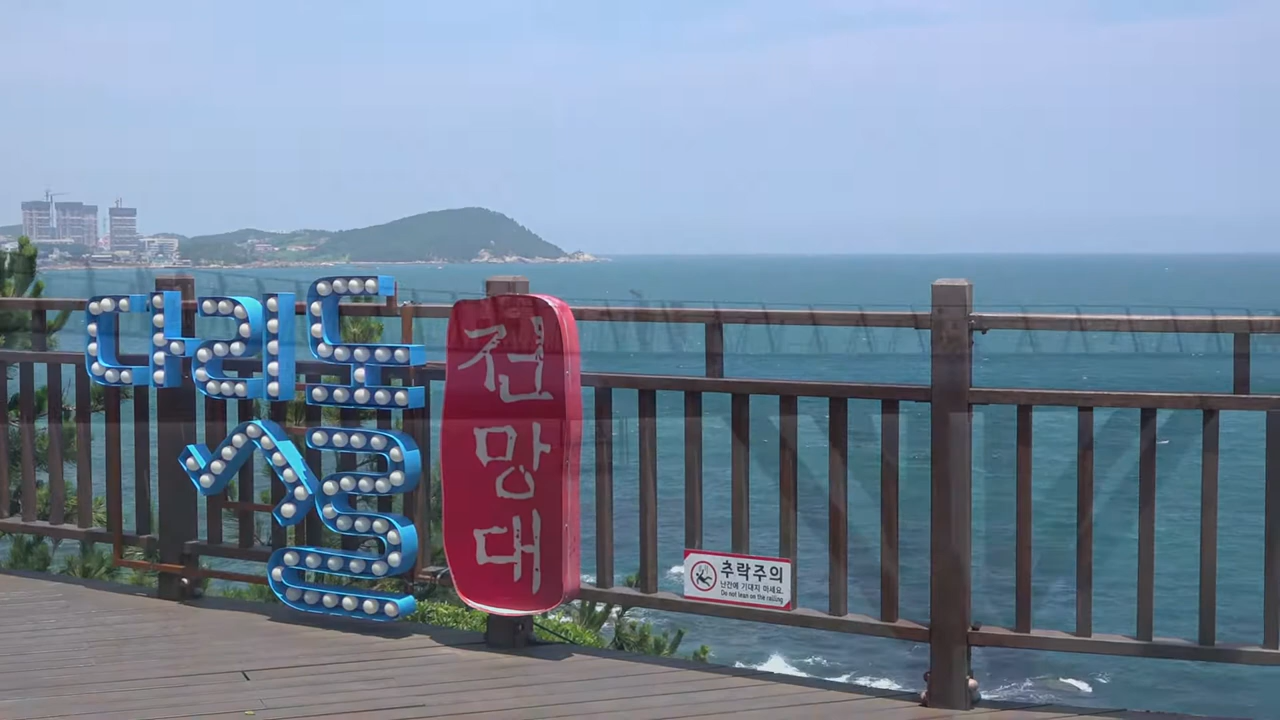 다릿돌
전망대
추락주의
난간에 기대지 마세요.
Do not lean on the railing